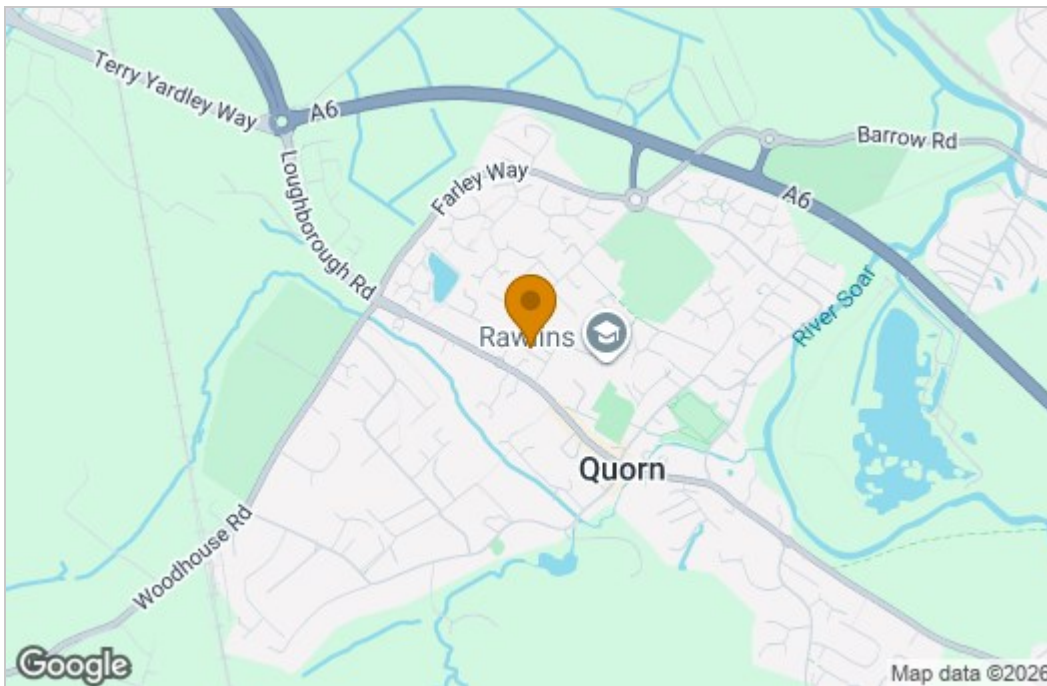 Terry Yardley Way
A6
Barrow Rd
Loughborough Rd
Farley Way
A6
River Soar
Rawlins
Quorn
Woodhouse Rd
Google
Map data ©2026